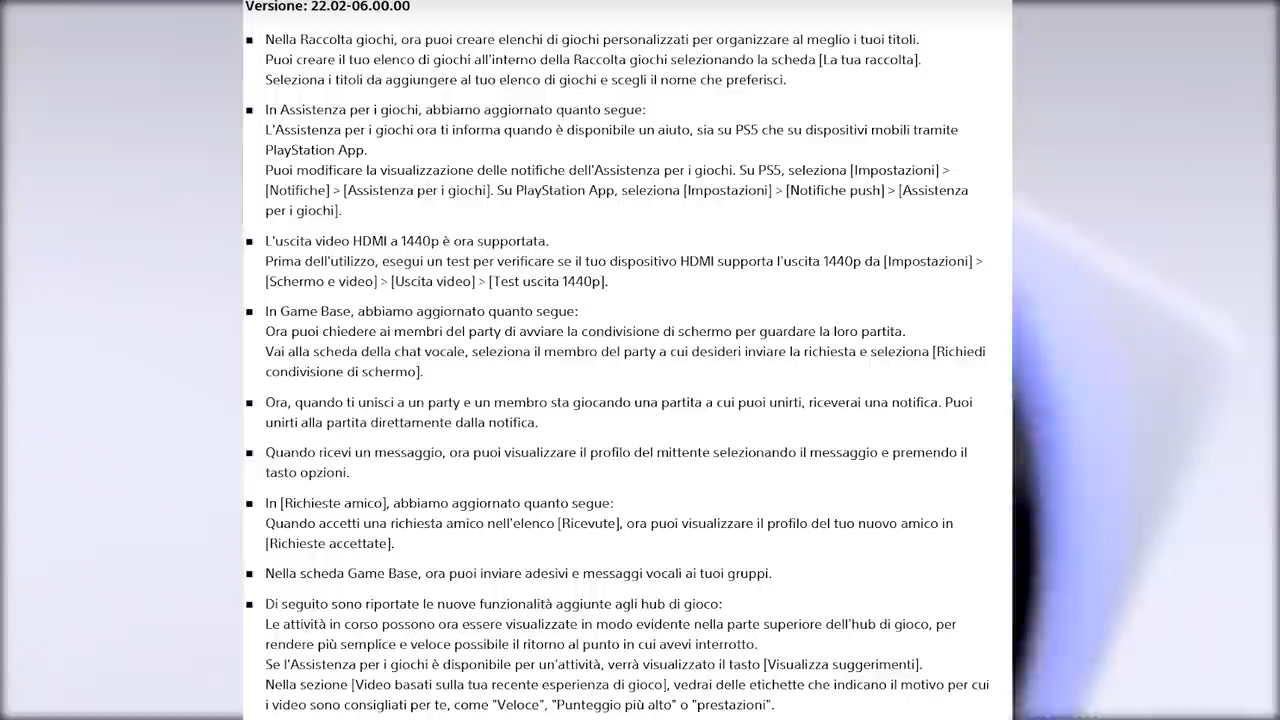 Versione: 22.02-06.00.00
■ Nella Raccolta giochi, ora puoi creare elenchi di giochi personalizzati per organizzare al meglio i tuoi titoli.
Puoi creare il tuo elenco di giochi all'interno della Raccolta giochi selezionando la scheda [La tua raccolta].
Seleziona i titoli da aggiungere al tuo elenco di giochi e scegli il nome che preferisci.
■ In Assistenza per i giochi, abbiamo aggiornato quanto segue:
L'Assistenza per i giochi ora ti informa quando è disponibile un aiuto, sia su PS5 che su dispositivi mobili tramite
PlayStation App.
Puoi modificare la visualizzazione delle notifiche dell'Assistenza per i giochi. Su PS5, seleziona [Impostazioni] >
[Notifiche] > [Assistenza per i giochi]. Su PlayStation App, seleziona [Impostazioni] > [Notifiche push] > [Assistenza
per i giochi].
■ L'uscita video HDMI a 1440p è ora supportata.
Prima dell'utilizzo, esegui un test per verificare se il tuo dispositivo HDMI supporta l'uscita 1440p da [Impostazioni] >
[Schermo e video] > [Uscita video] > [Test uscita 1440p].
■ In Game Base, abbiamo aggiornato quanto segue:
Ora puoi chiedere ai membri del party di avviare la condivisione di schermo per guardare la loro partita.
Vai alla scheda della chat vocale, seleziona il membro del party a cui desideri inviare la richiesta e seleziona [Richiedi
condivisione di schermo].
■ Ora, quando ti unisci a un party e un membro sta giocando una partita a cui puoi unirti, riceverai una notifica. Puoi
unirti alla partita direttamente dalla notifica.
■ Quando ricevi un messaggio, ora puoi visualizzare il profilo del mittente selezionando il messaggio e premendo il
tasto opzioni.
■ In [Richieste amico], abbiamo aggiornato quanto segue:
Quando accetti una richiesta amico nell'elenco [Ricevute], ora puoi visualizzare il profilo del tuo nuovo amico in
[Richieste accettate].
■ Nella scheda Game Base, ora puoi inviare adesivi e messaggi vocali ai tuoi gruppi.
■ Di seguito sono riportate le nuove funzionalità aggiunte agli hub di gioco:
Le attività in corso possono ora essere visualizzate in modo evidente nella parte superiore dell'hub di gioco, per
rendere più semplice e veloce possibile il ritorno al punto in cui avevi interrotto.
Se l'Assistenza per i giochi è disponibile per un'attività, verrà visualizzato il tasto [Visualizza suggerimenti].
Nella sezione [Video basati sulla tua recente esperienza di gioco], vedrai delle etichette che indicano il motivo per cui
i video sono consigliati per te, come "Veloce", "Punteggio più alto" o "prestazioni".